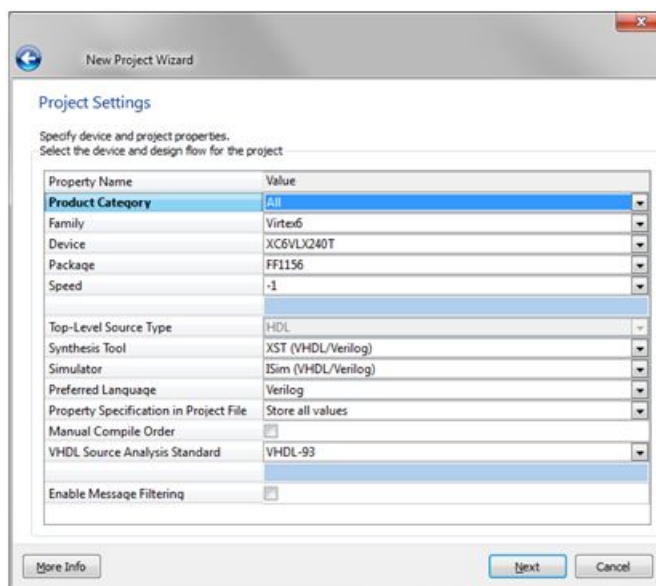 New Project Wizard
Project Settings
Specify device and project properties.
Select the device and design flow for the project
Property Name Value
Product Category All
Family Virtex6
Device XC6VLX240T
Package FF1156
Speed -1
Top-Level Source Type HDL
Synthesis Tool XST (VHDL/Verilog)
Simulator ISim (VHDL/Verilog)
Preferred Language Verilog
Property Specification in Project File Store all values
Manual Compile Order
VHDL Source Analysis Standard VHDL-93
Enable Message Filtering
More Info Next Cancel